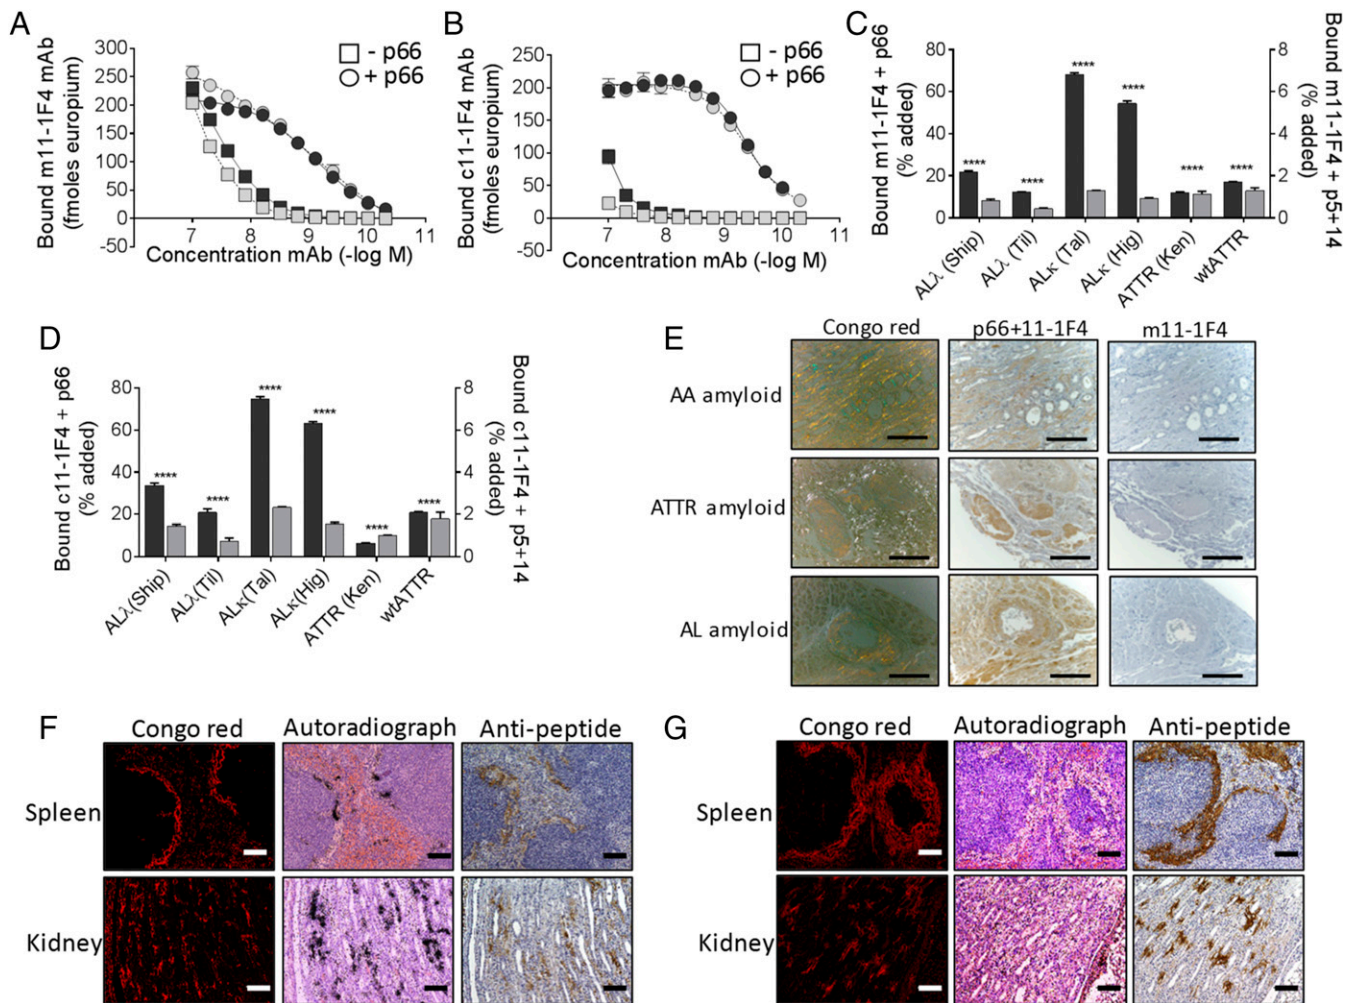 A
Bound m11-1F4 mAb
(fmoles europium)
300
250
200
150
100
50
0
-50
- p66
+ p66
7 8 9 10 11
Concentration mAb (-log M)
B
Bound c11-1F4 mAb
(fmoles europium)
250
200
150
100
50
0
-50
- p66
+ p66
7 8 9 10 11
Concentration mAb (-log M)
C
Bound m11-1F4 + p66
(% added)
80
60
40
20
0
**** **** **** **** **** ****
8
6
4
2
0
Bound m11-1F4 + p5+14
(% added)
ALλ (Ship)
ALλ (Til)
ALκ (Tal)
ALκ (Hig)
ATTR (Ken)
wtATTR
D
Bound c11-1F4 + p66
(% added)
80
60
40
20
0
**** **** **** **** **** ****
8
6
4
2
0
Bound c11-1F4 + p5+14
(% added)
ALλ (Ship)
ALλ (Til)
ALκ (Tal)
ALκ (Hig)
ATTR (Ken)
wtATTR
E
Congo red p66+11-1F4 m11-1F4
AA amyloid
ATTR amyloid
AL amyloid
F
Congo red Autoradiograph Anti-peptide
Spleen
Kidney
G
Congo red Autoradiograph Anti-peptide
Spleen
Kidney